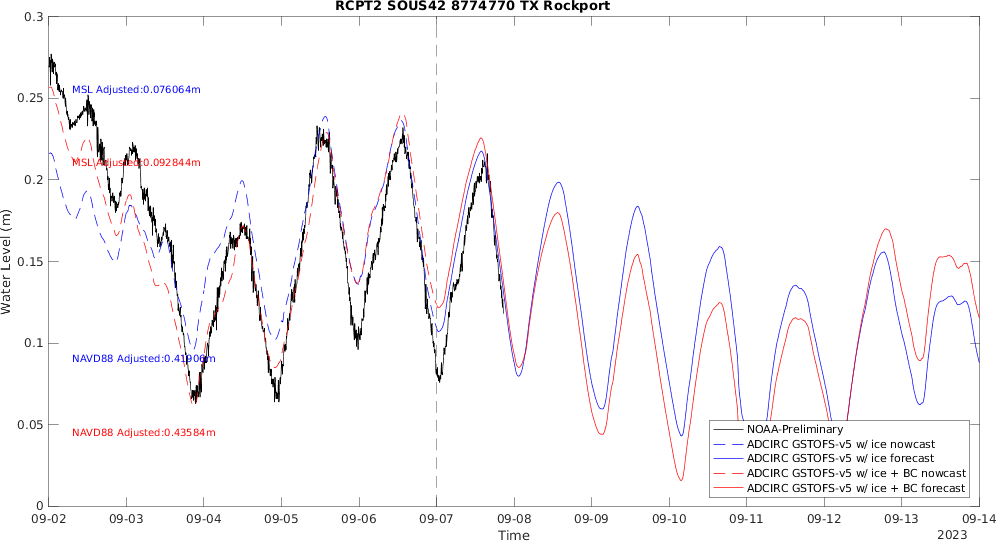 RCPT2 SOUS42 8774770 TX Rockport
0.3
0.25
0.2
0.15
0.1
0.05
0
Water Level (m)
MSL Adjusted:0.076064m
MSL Adjusted:0.092844m
NAVD88 Adjusted:0.41906m
NAVD88 Adjusted:0.43584m
NOAA-Preliminary
ADCIRC GSTOFS-v5 w/ ice nowcast
ADCIRC GSTOFS-v5 w/ ice forecast
ADCIRC GSTOFS-v5 w/ ice + BC nowcast
ADCIRC GSTOFS-v5 w/ ice + BC forecast
09-02 09-03 09-04 09-05 09-06 09-07 09-08 09-09 09-10 09-11 09-12 09-13 09-14
Time
2023